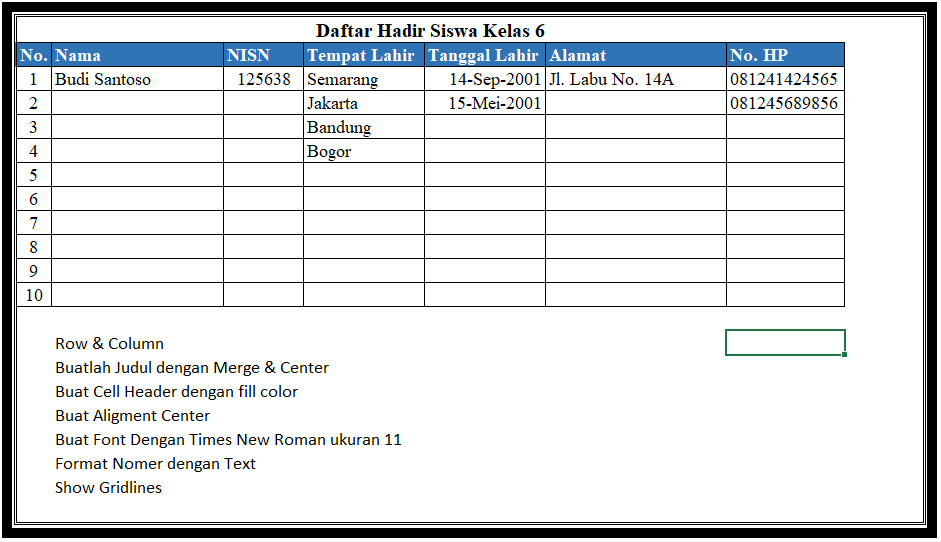 Daftar Hadir Siswa Kelas 6
No. Nama NISN Tempat Lahir Tanggal Lahir Alamat No. HP
1 Budi Santoso 125638 Semarang 14-Sep-2001 Jl. Labu No. 14A 081241424565
2 Jakarta 15-Mei-2001 081245689856
3 Bandung
4 Bogor
5
6
7
8
9
10
Row & Column
Buatlah Judul dengan Merge & Center
Buat Cell Header dengan fill color
Buat Aligment Center
Buat Font Dengan Times New Roman ukuran 11
Format Nomer dengan Text
Show Gridlines